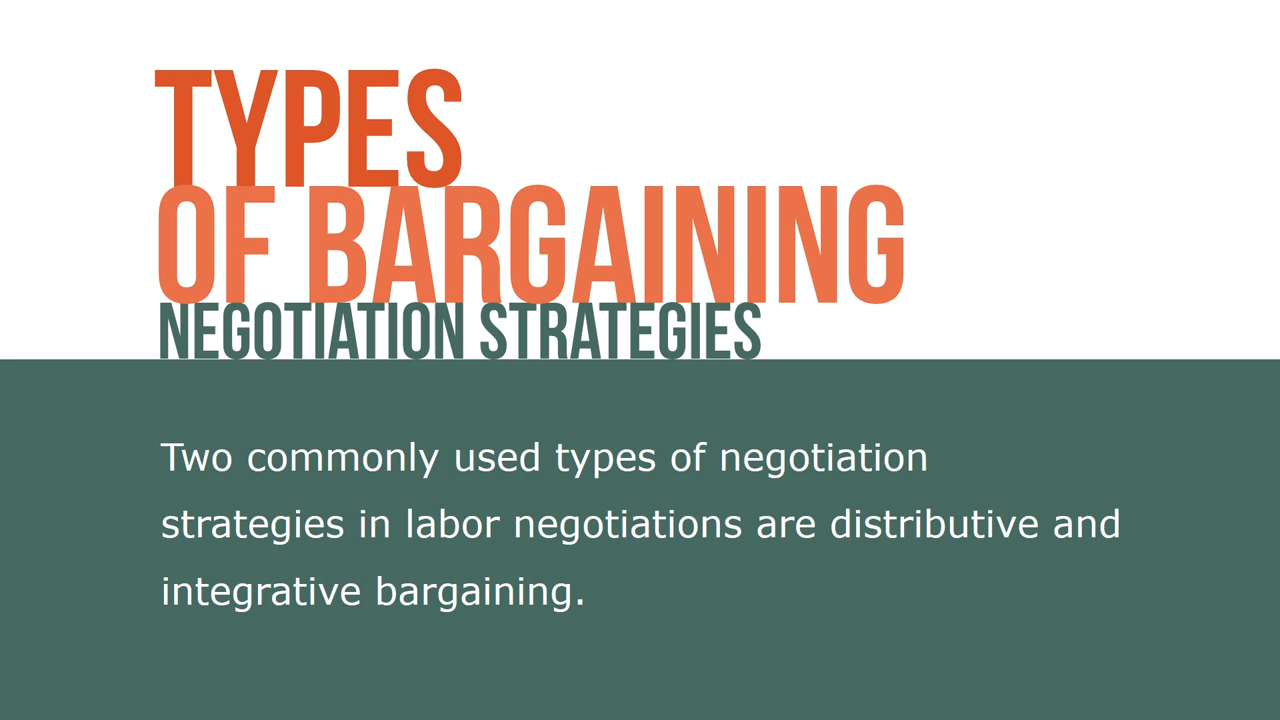 TYPES
OF BARGAINING
NEGOTIATION STRATEGIES
Two commonly used types of negotiation
strategies in labor negotiations are distributive and
integrative bargaining.